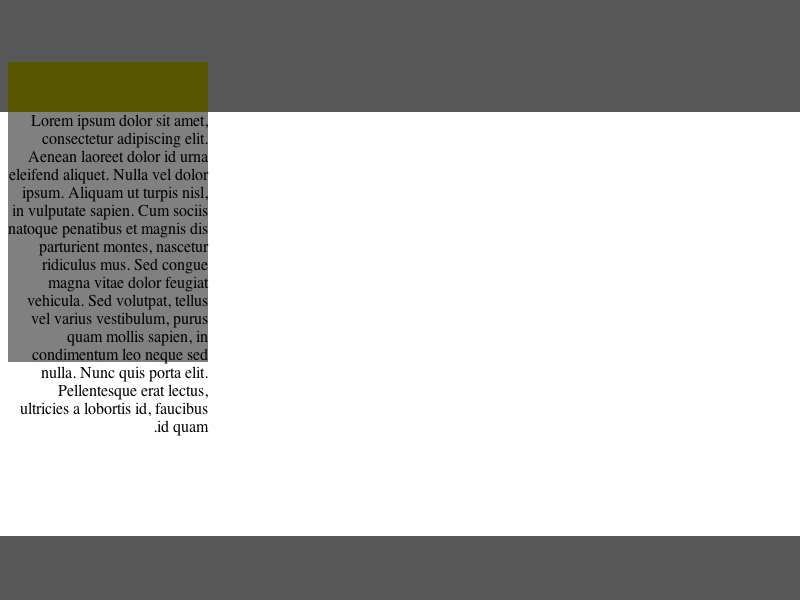 Lorem ipsum dolor sit amet,
consectetur adipiscing elit.
Aenean laoreet dolor id urna
eleifend aliquet. Nulla vel dolor
ipsum. Aliquam ut turpis nisl,
in vulputate sapien. Cum sociis
natoque penatibus et magnis dis
parturient montes, nascetur
ridiculus mus. Sed congue
magna vitae dolor feugiat
vehicula. Sed volutpat, tellus
vel varius vestibulum, purus
quam mollis sapien, in
condimentum leo neque sed
nulla. Nunc quis porta elit.
Pellentesque erat lectus,
ultricies a lobortis id, faucibus
.id quam